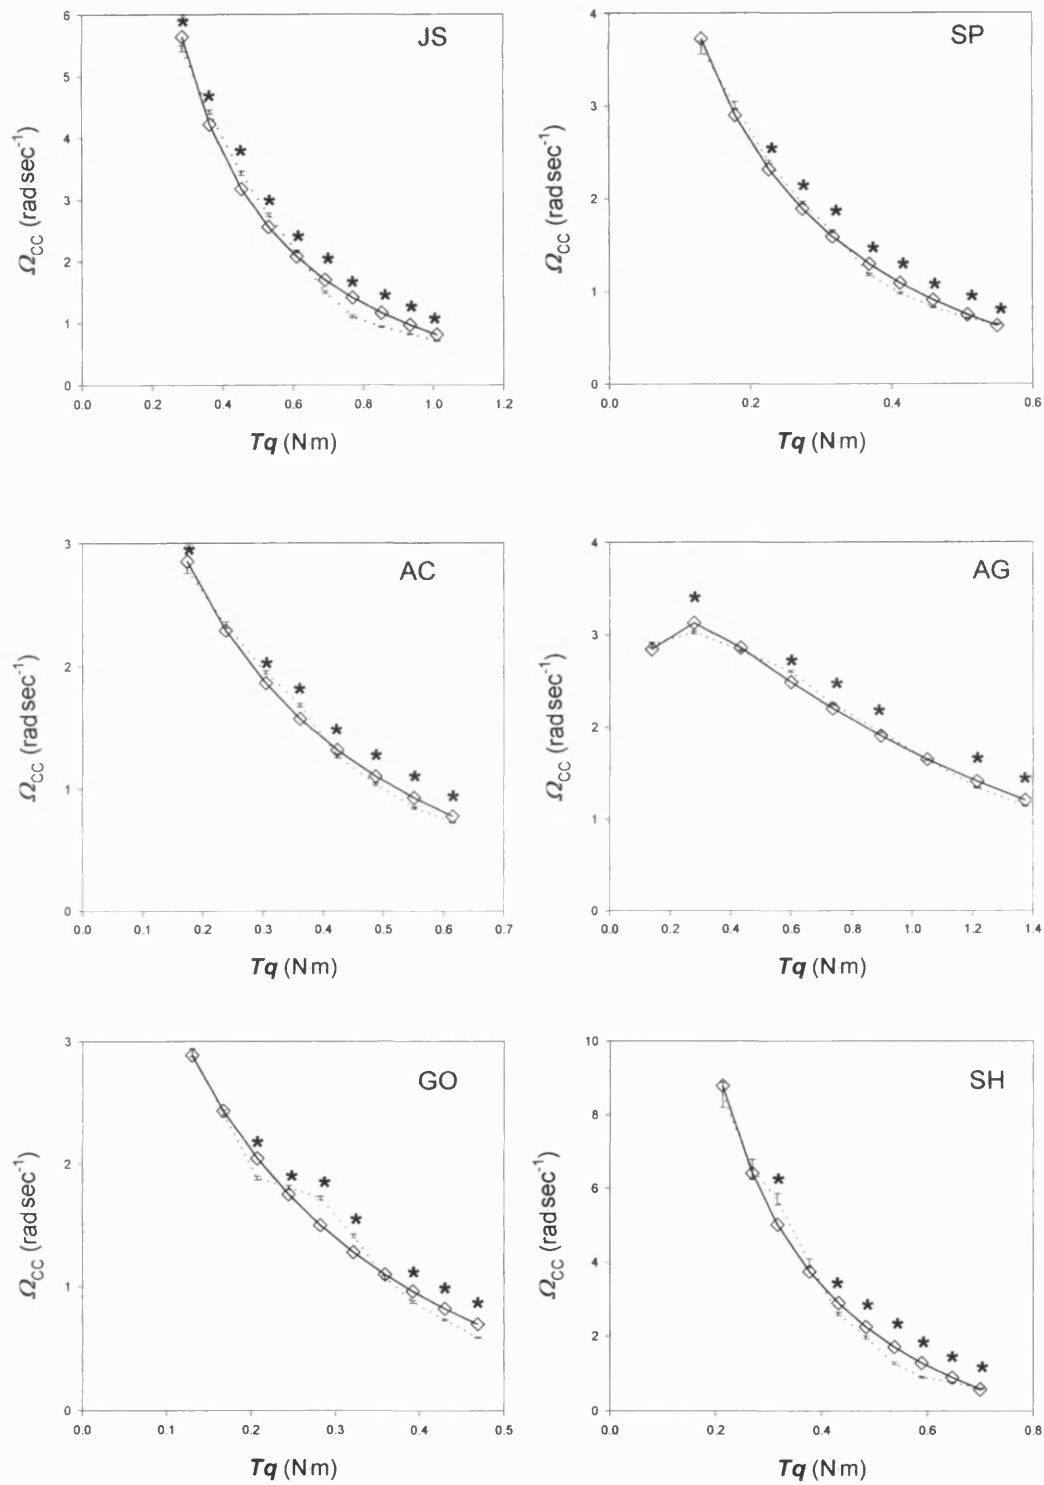 JS
Ω_CC (rad sec⁻¹)
6
5
4
3
2
1
0
* * * * * * * * * *
0.0 0.2 0.4 0.6 0.8 1.0 1.2
Tq (N m)
SP
Ω_CC (rad sec⁻¹)
4
3
2
1
0
* * * * * * * *
0.0 0.2 0.4 0.6
Tq (N m)
AC
Ω_CC (rad sec⁻¹)
3
2
1
0
* * * * * * *
0.0 0.1 0.2 0.3 0.4 0.5 0.6 0.7
Tq (N m)
AG
Ω_CC (rad sec⁻¹)
4
3
2
1
0
* * * * * *
0.0 0.2 0.4 0.6 0.8 1.0 1.2 1.4
Tq (N m)
GO
Ω_CC (rad sec⁻¹)
3
2
1
0
* * * * * * *
0.0 0.1 0.2 0.3 0.4 0.5
Tq (N m)
SH
Ω_CC (rad sec⁻¹)
10
8
6
4
2
0
* * * * * * *
0.0 0.2 0.4 0.6 0.8
Tq (N m)